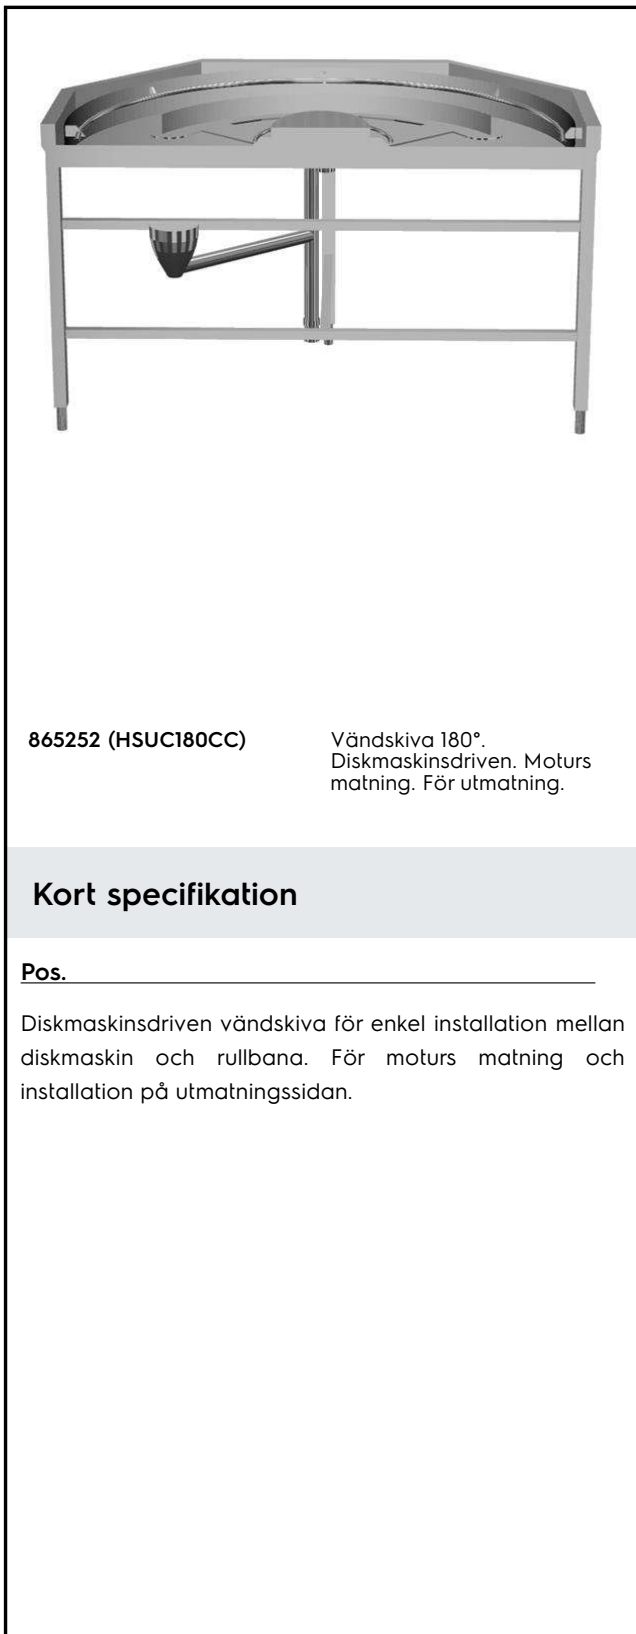 865252 (HSUC180CC)
Vändskiva 180°.
Diskmaskinsdriven. Moturs
matning. För utmatning.
Kort specifikation
Pos.
Diskmaskinsdriven vändskiva för enkel installation mellan
diskmaskin och rullbana. För moturs matning och
installation på utmatningssidan.